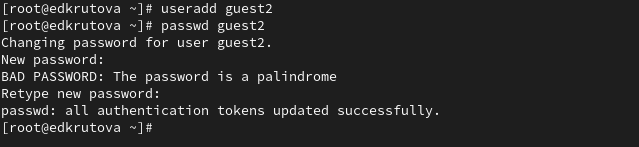 [root@edkrutova ~]# useradd guest2
[root@edkrutova ~]# passwd guest2
Changing password for user guest2.
New password:
BAD PASSWORD: The password is a palindrome
Retype new password:
passwd: all authentication tokens updated successfully.
[root@edkrutova ~]#